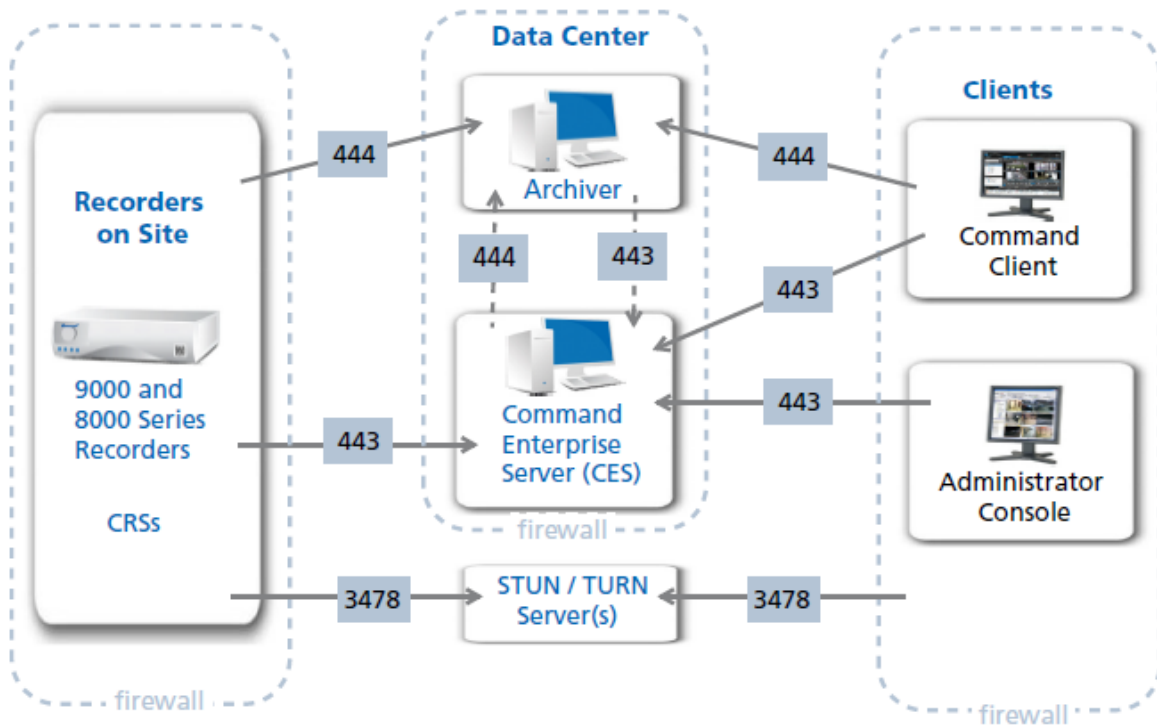 Data Center
Clients
444
444
Archiver
Recorders
on Site
Command
Client
444
443
443
9000 and
8000 Series
Recorders
443
443
Command
Enterprise
Server (CES)
Administrator
Console
CRSs
firewall
3478
STUN / TURN
Server(s)
3478
firewall
firewall